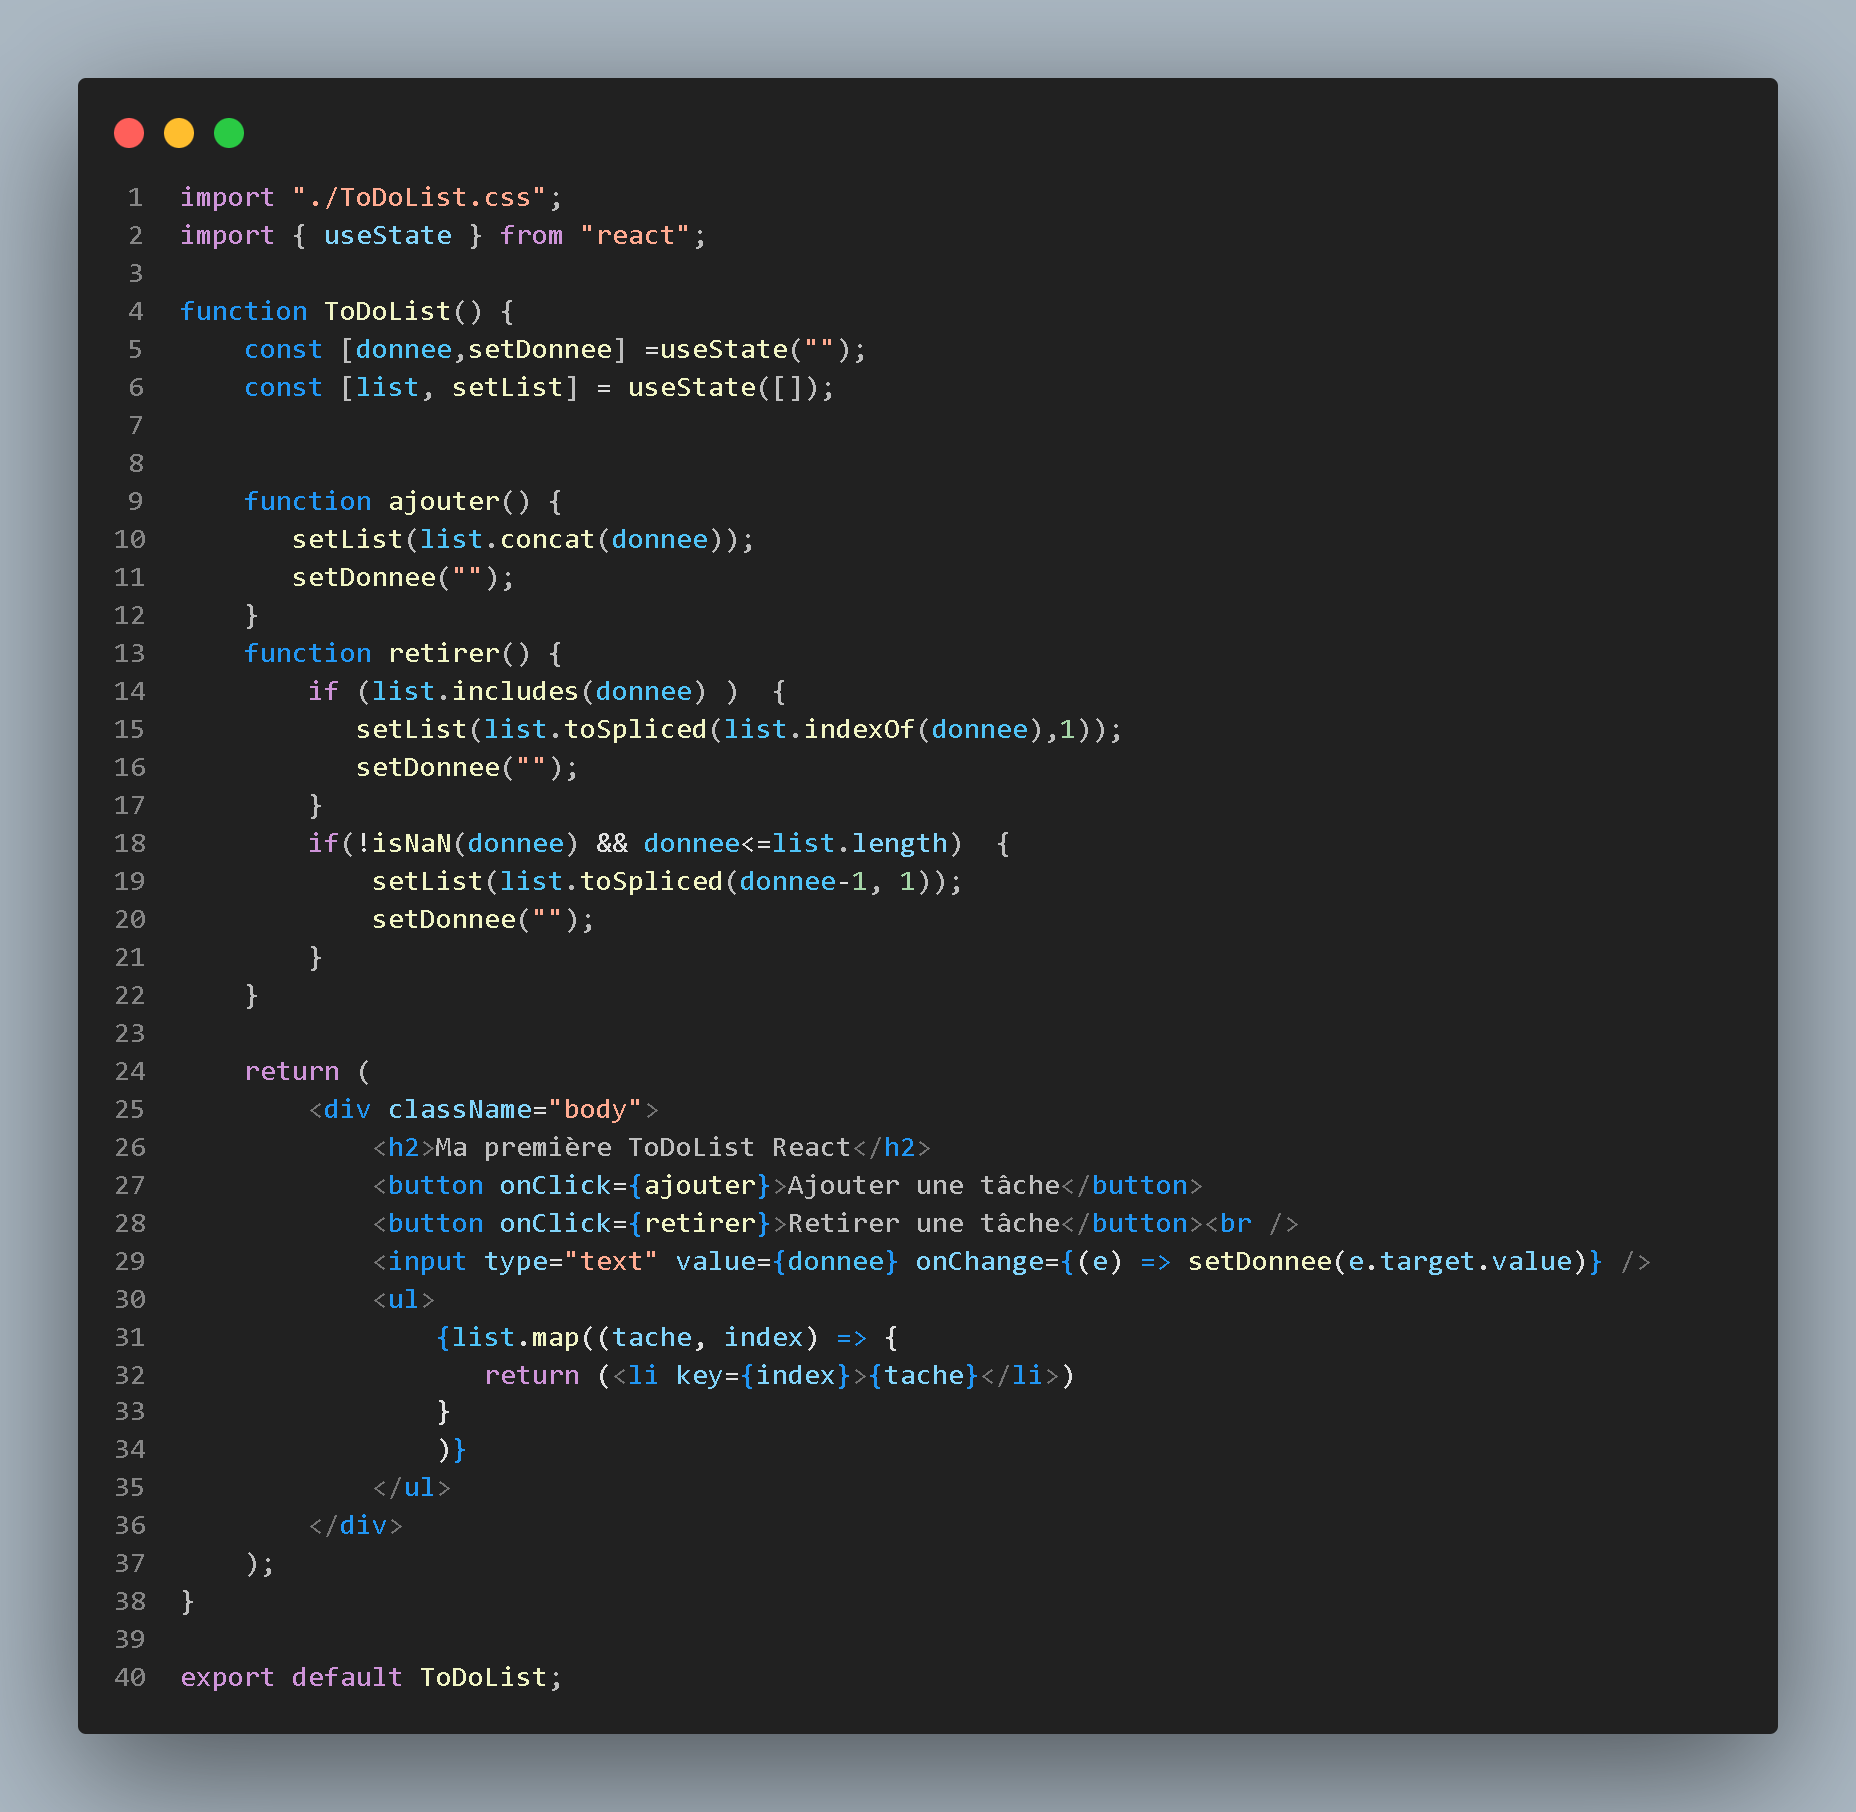 1 import "./ToDoList.css";
2 import { useState } from "react";
3
4 function ToDoList() {
5     const [donnee,setDonnee] =useState("");
6     const [list, setList] = useState([]);
7
8
9     function ajouter() {
10        setList(list.concat(donnee));
11        setDonnee("");
12     }
13     function retirer() {
14         if (list.includes(donnee) )  {
15            setList(list.toSpliced(list.indexOf(donnee),1));
16            setDonnee("");
17         }
18         if(!isNaN(donnee) && donnee<=list.length)  {
19             setList(list.toSpliced(donnee-1, 1));
20             setDonnee("");
21         }
22     }
23
24     return (
25         <div className="body">
26             <h2>Ma première ToDoList React</h2>
27             <button onClick={ajouter}>Ajouter une tâche</button>
28             <button onClick={retirer}>Retirer une tâche</button><br />
29             <input type="text" value={donnee} onChange={(e) => setDonnee(e.target.value)} />
30             <ul>
31                 {list.map((tache, index) => {
32                    return (<li key={index}>{tache}</li>)
33                 }
34                 )}
35             </ul>
36         </div>
37     );
38 }
39
40 export default ToDoList;